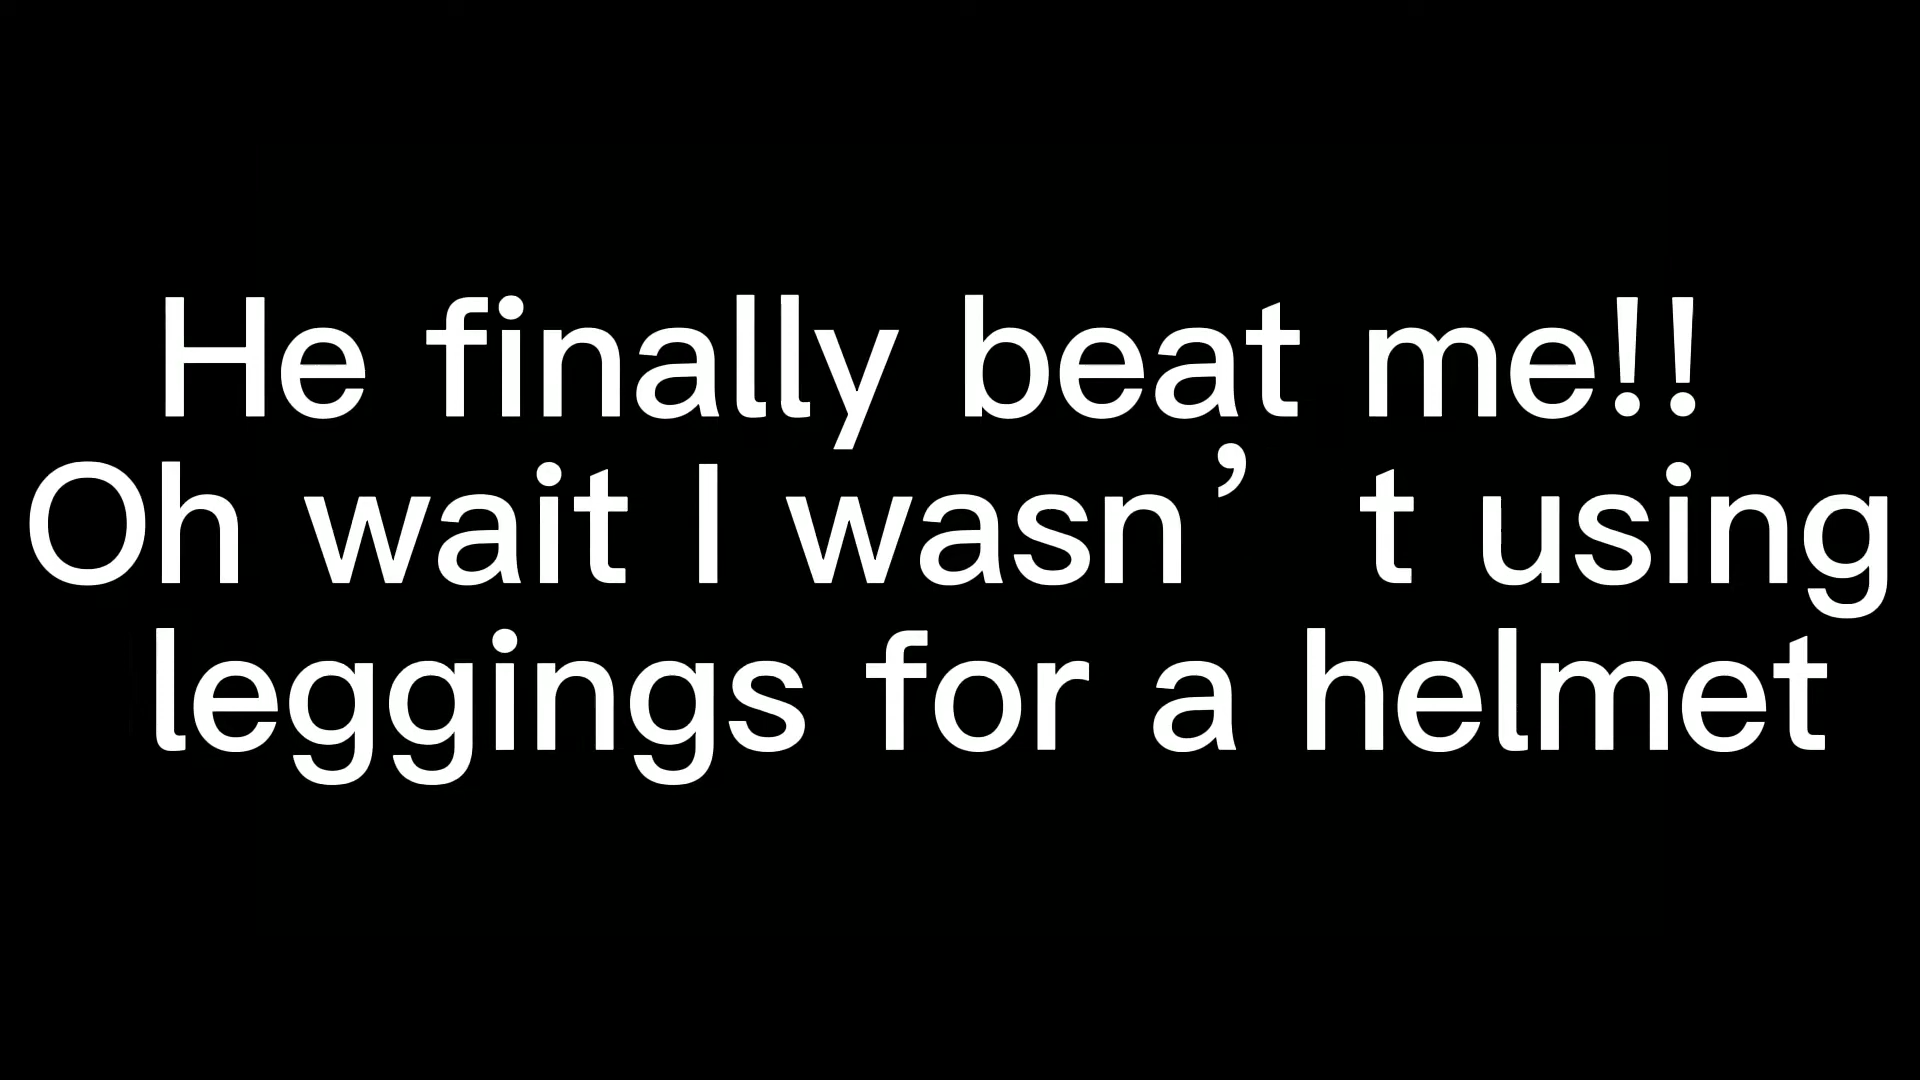 He finally beat me!!
Oh wait I wasn’t using
leggings for a helmet